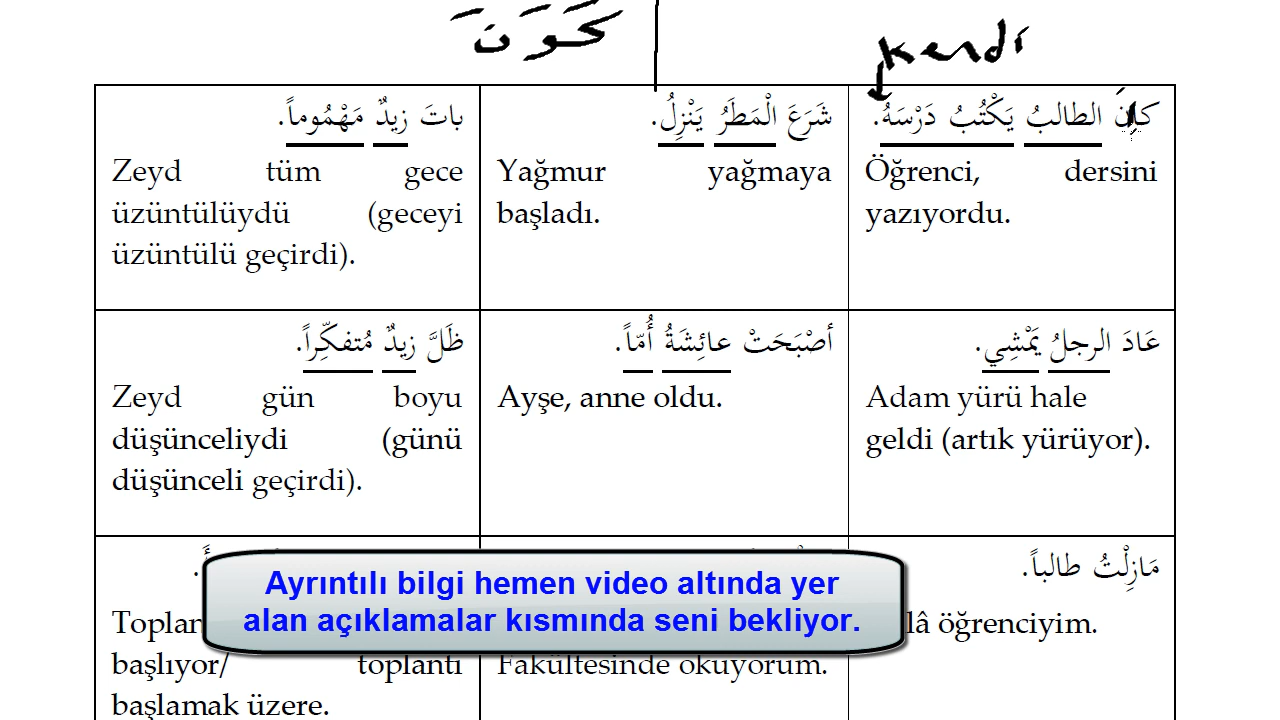 كَوَنَ
kendi
كانَ الطالبُ يَكْتُبُ دَرْسَهُ.
Öğrenci, dersini
yazıyordu.
شَرَعَ الْمَطَرُ يَنْزِلُ.
Yağmur yağmaya
başladı.
باتَ زيدٌ مَهْمُوماً.
Zeyd tüm gece
üzüntülüydü (geceyi
üzüntülü geçirdi).
عَادَ الرجلُ يَمْشِي.
Adam yürü hale
geldi (artık yürüyor).
أصْبَحَتْ عائِشَةُ أُمّاً.
Ayşe, anne oldu.
ظَلَّ زيدٌ مُتفكِّراً.
Zeyd gün boyu
düşünceliydi (günü
düşünceli geçirdi).
مَازِلْتُ طالباً.
öğrenciyim.
Fakültesinde okuyorum.
başlıyor/ toplantı
başlamak üzere.
Ayrıntılı bilgi hemen video altında yer
alan açıklamalar kısmında seni bekliyor.